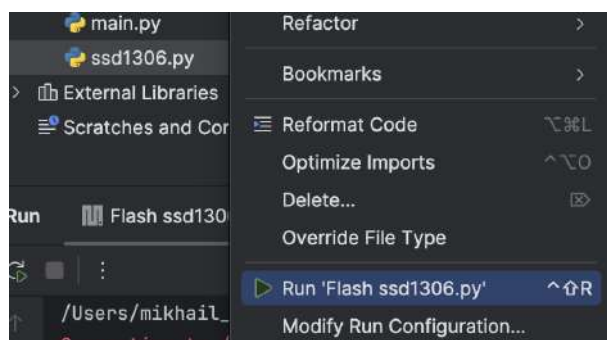 main.py
ssd1306.py
External Libraries
Scratches and Cor
Run
Flash ssd130
/Users/mikhail_
Refactor
Bookmarks
Reformat Code ⌥⌘L
Optimize Imports ^⌥O
Delete... ⌦
Override File Type
Run 'Flash ssd1306.py' ^⇧R
Modify Run Configuration...